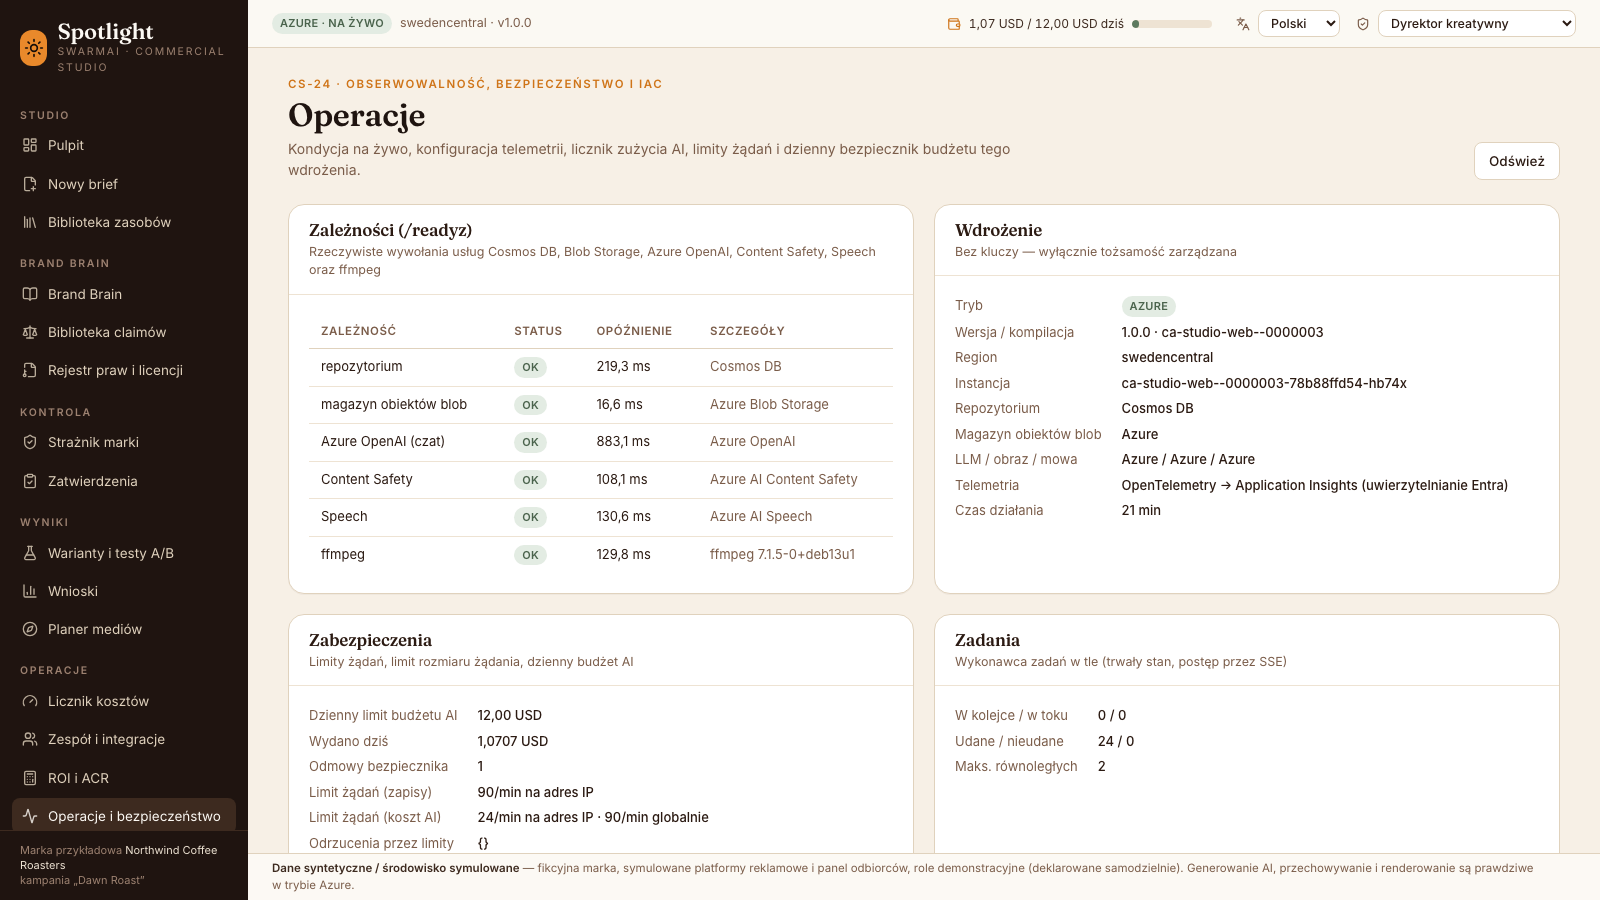 Spotlight
SWARMAI · COMMERCIAL
STUDIO
STUDIO
Pulpit
Nowy brief
Biblioteka zasobów
BRAND BRAIN
Brand Brain
Biblioteka claimów
Rejestr praw i licencji
KONTROLA
Strażnik marki
Zatwierdzenia
WYNIKI
Warianty i testy A/B
Wnioski
Planer mediów
OPERACJE
Licznik kosztów
Zespół i integracje
ROI i ACR
Operacje i bezpieczeństwo
Marka przykładowa Northwind Coffee
Roasters
kampania „Dawn Roast”
AZURE · NA ŻYWO swedencentral · v1.0.0
1,07 USD / 12,00 USD dziś
Polski
Dyrektor kreatywny
CS-24 · OBSERWOWALNOŚĆ, BEZPIECZEŃSTWO I IAC
Operacje
Kondycja na żywo, konfiguracja telemetrii, licznik zużycia AI, limity żądań i dzienny bezpiecznik budżetu tego
wdrożenia.
Odśwież
Zależności (/readyz)
Rzeczywiste wywołania usług Cosmos DB, Blob Storage, Azure OpenAI, Content Safety, Speech
oraz ffmpeg
ZALEŻNOŚĆ STATUS OPÓŹNIENIE SZCZEGÓŁY
repozytorium OK 219,3 ms Cosmos DB
magazyn obiektów blob OK 16,6 ms Azure Blob Storage
Azure OpenAI (czat) OK 883,1 ms Azure OpenAI
Content Safety OK 108,1 ms Azure AI Content Safety
Speech OK 130,6 ms Azure AI Speech
ffmpeg OK 129,8 ms ffmpeg 7.1.5-0+deb13u1
Wdrożenie
Bez kluczy — wyłącznie tożsamość zarządzana
Tryb AZURE
Wersja / kompilacja 1.0.0 · ca-studio-web--0000003
Region swedencentral
Instancja ca-studio-web--0000003-78b88ffd54-hb74x
Repozytorium Cosmos DB
Magazyn obiektów blob Azure
LLM / obraz / mowa Azure / Azure / Azure
Telemetria OpenTelemetry → Application Insights (uwierzytelnianie Entra)
Czas działania 21 min
Zabezpieczenia
Limity żądań, limit rozmiaru żądania, dzienny budżet AI
Dzienny limit budżetu AI 12,00 USD
Wydano dziś 1,0707 USD
Odmowy bezpiecznika 1
Limit żądań (zapisy) 90/min na adres IP
Limit żądań (koszt AI) 24/min na adres IP · 90/min globalnie
Odrzucenia przez limity {}
Zadania
Wykonawca zadań w tle (trwały stan, postęp przez SSE)
W kolejce / w toku 0 / 0
Udane / nieudane 24 / 0
Maks. równoległych 2
Dane syntetyczne / środowisko symulowane — fikcyjna marka, symulowane platformy reklamowe i panel odbiorców, role demonstracyjne (deklarowane samodzielnie). Generowanie AI, przechowywanie i renderowanie są prawdziwe
w trybie Azure.